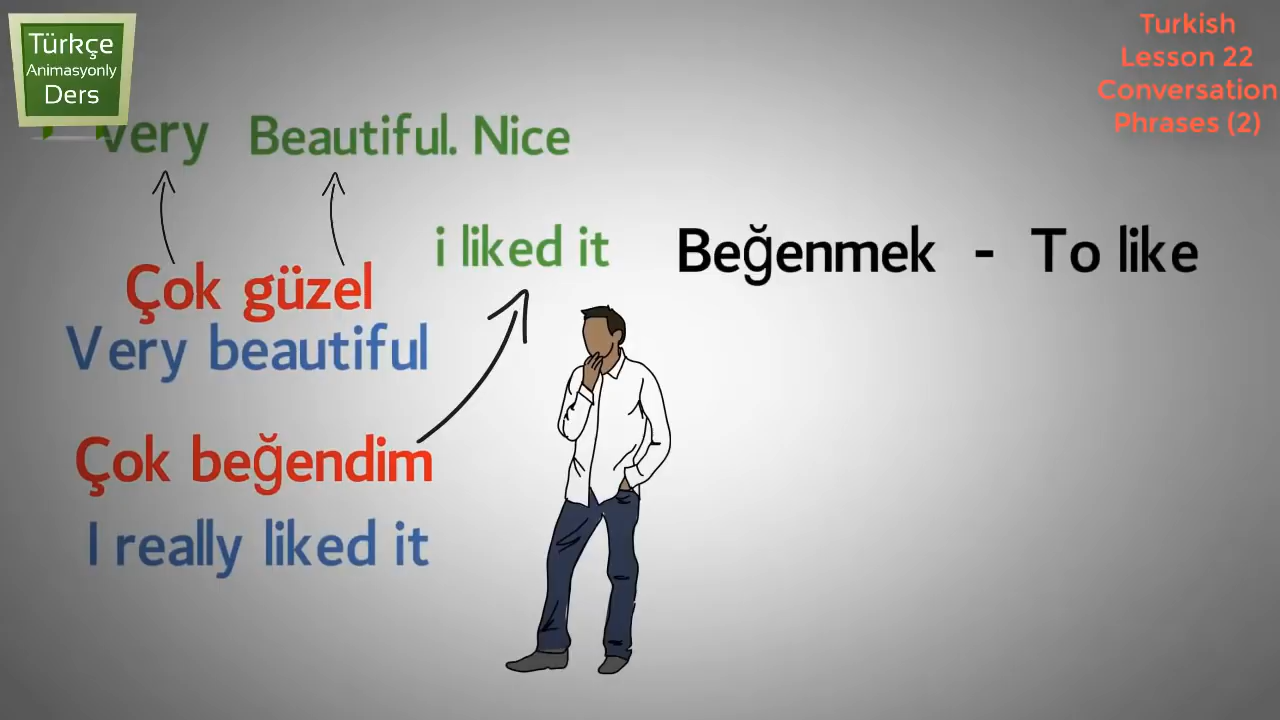 Türkçe
Animasyonly
Ders
Turkish
Lesson 22
Conversation
Phrases (2)
Very Beautiful. Nice
i liked it
Beğenmek - To like
Çok güzel
Very beautiful
Çok beğendim
I really liked it